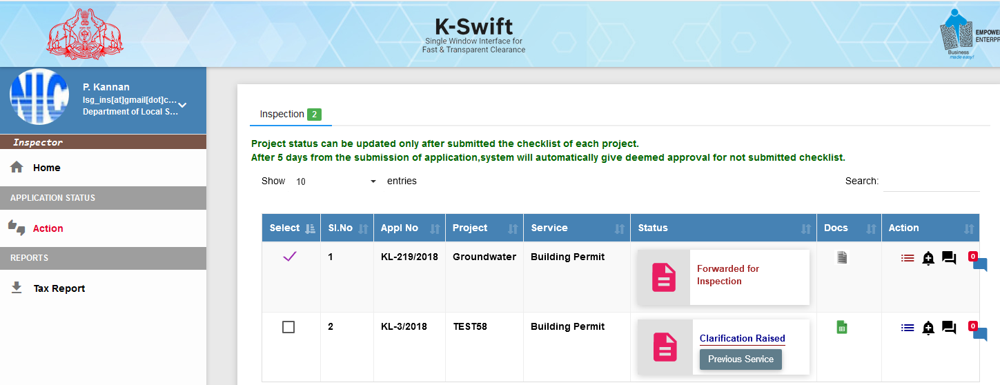 K-Swift
Single Window Interface for
Fast & Transparent Clearance
EMPOWER
ENTERPR
Business
made easy!
NIC
P. Kannan
lsg_ins[at]gmail[dot]c...
Department of Local S...
Inspector
Home
APPLICATION STATUS
Action
REPORTS
Tax Report
Inspection 2
Project status can be updated only after submitted the checklist of each project.
After 5 days from the submission of application,system will automatically give deemed approval for not submitted checklist.
Show 10 entries
Search:
Select Sl.No Appl No Project Service Status Docs Action
1 KL-219/2018 Groundwater Building Permit
Forwarded for
Inspection
0
2 KL-3/2018 TEST58 Building Permit
Clarification Raised
Previous Service
0